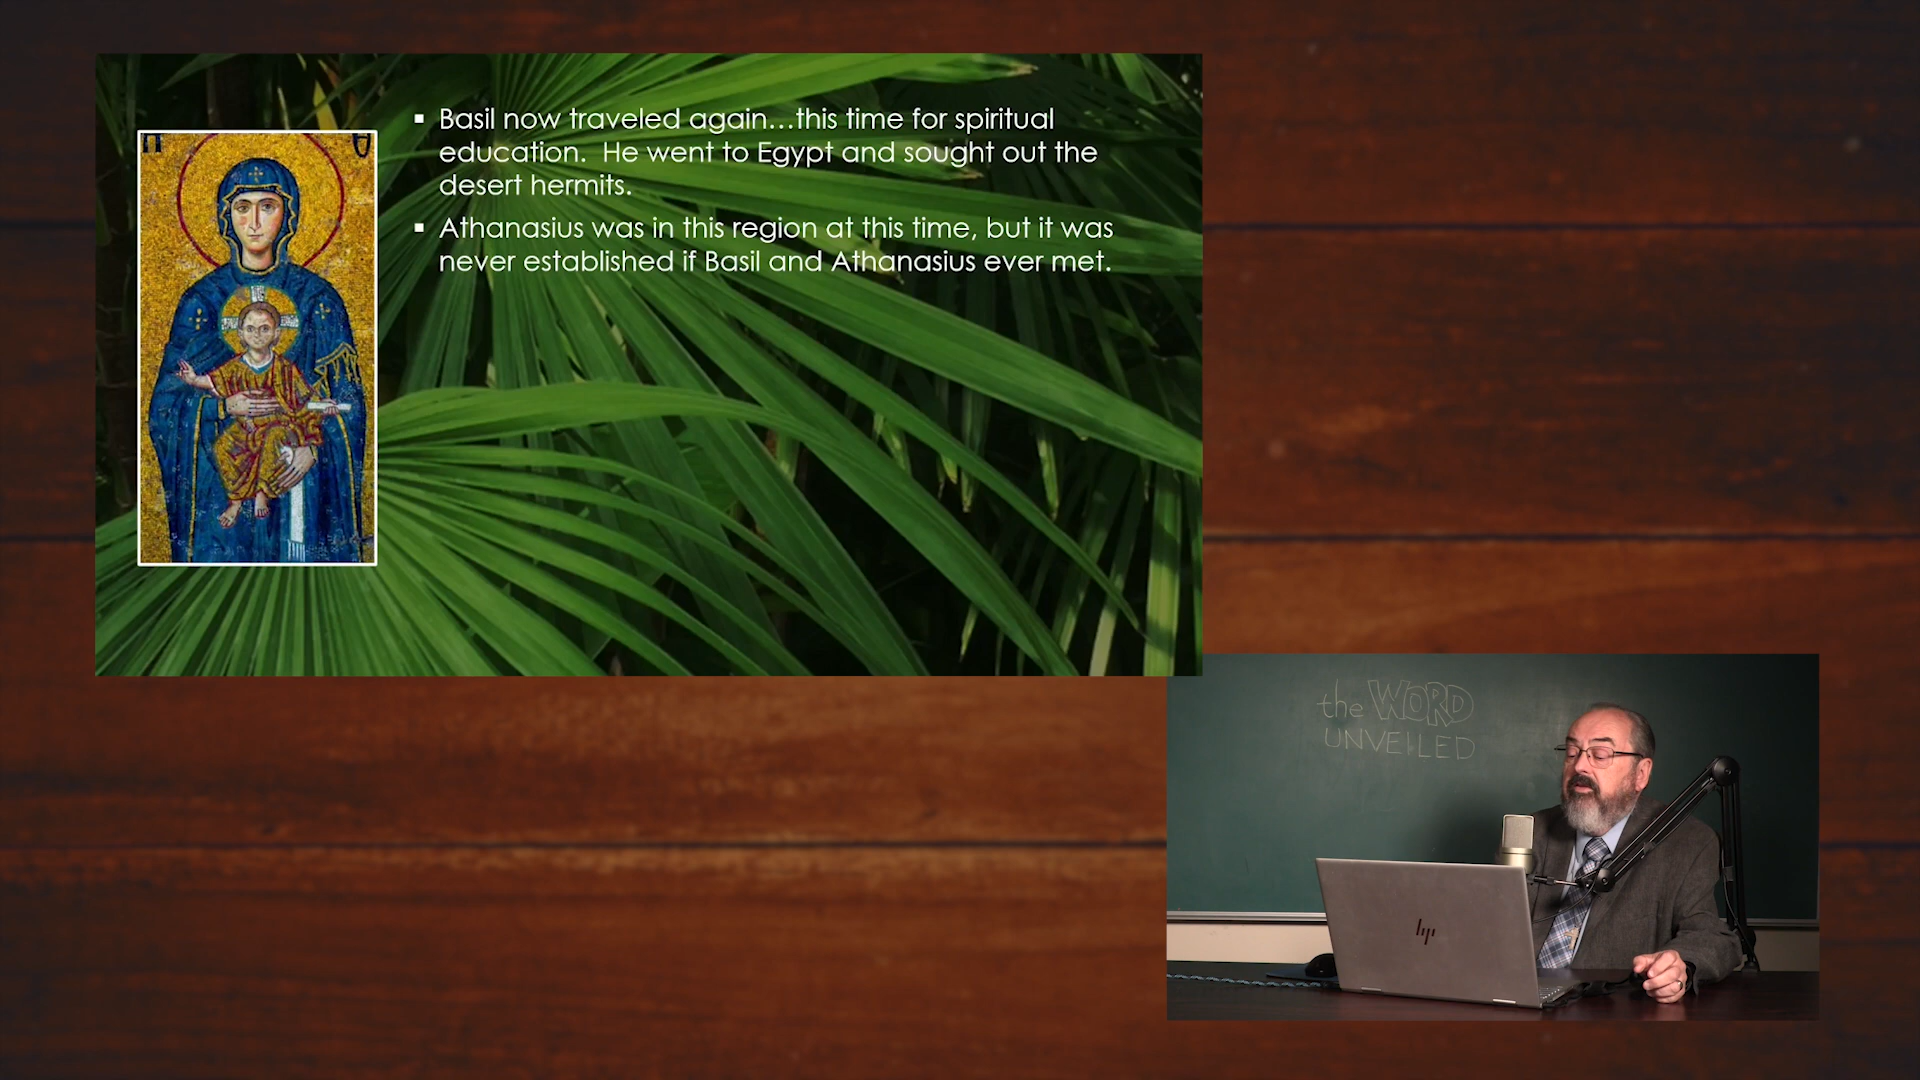 ▪ Basil now traveled again...this time for spiritual
education.  He went to Egypt and sought out the
desert hermits.
▪ Athanasius was in this region at this time, but it was
never established if Basil and Athanasius ever met.
the WORD
UNVEILED
hp